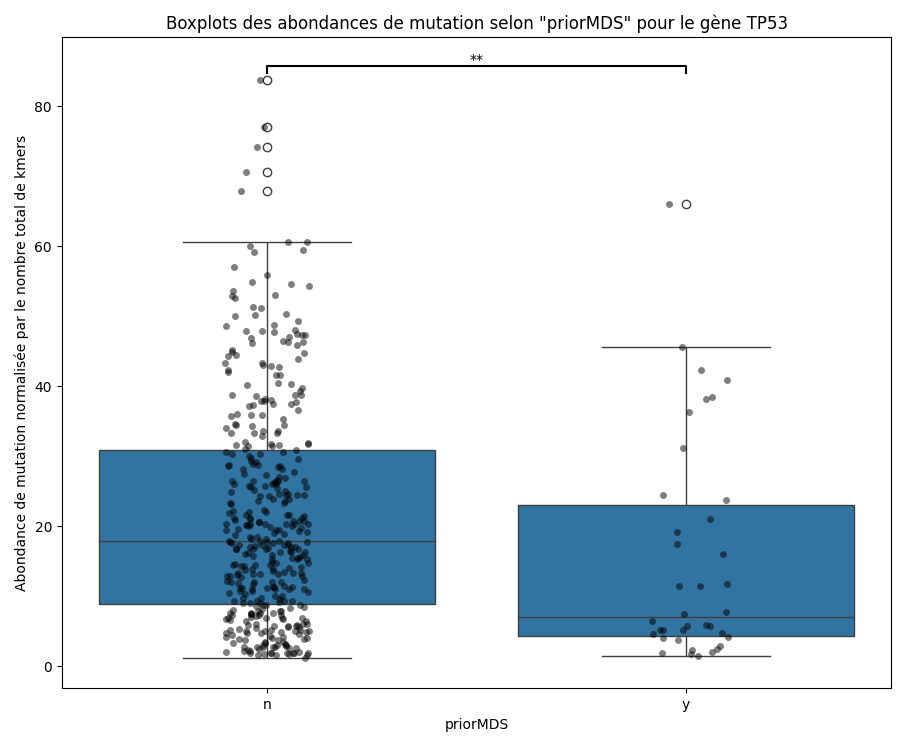 Boxplots des abondances de mutation selon "priorMDS" pour le gène TP53
**
Abondance de mutation normalisée par le nombre total de kmers
80
60
40
20
0
n
y
priorMDS